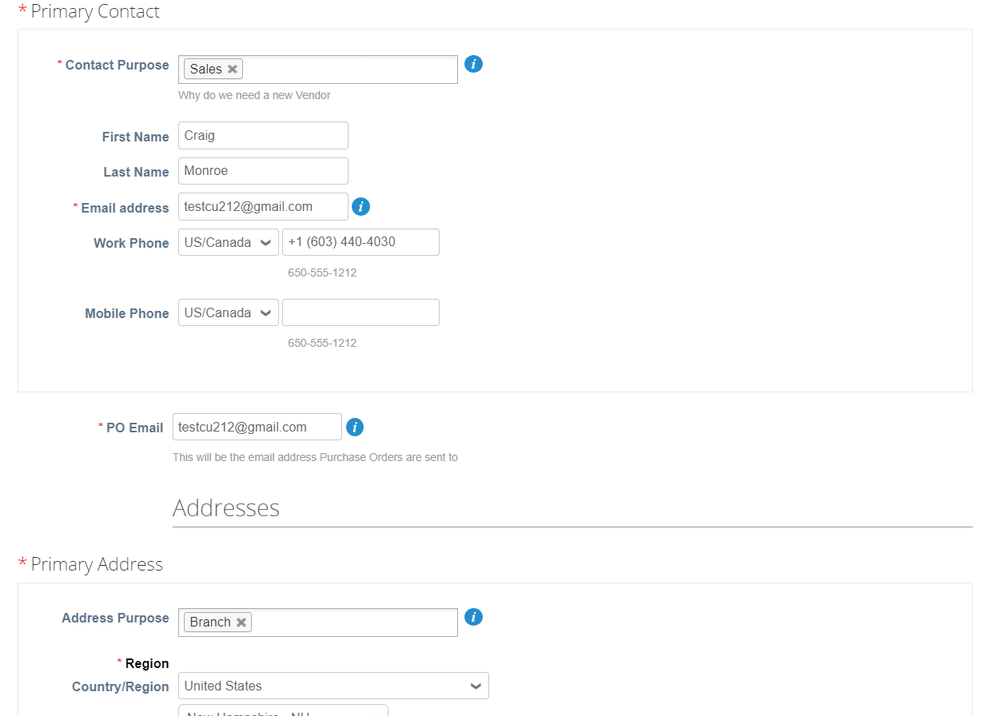 * Primary Contact
* Contact Purpose Sales
Why do we need a new Vendor
First Name Craig
Last Name Monroe
* Email address testcu212@gmail.com
Work Phone US/Canada +1 (603) 440-4030
650-555-1212
Mobile Phone US/Canada
650-555-1212
* PO Email testcu212@gmail.com
This will be the email address Purchase Orders are sent to
Addresses
* Primary Address
Address Purpose Branch
* Region
Country/Region United States
New Hampshire - NH